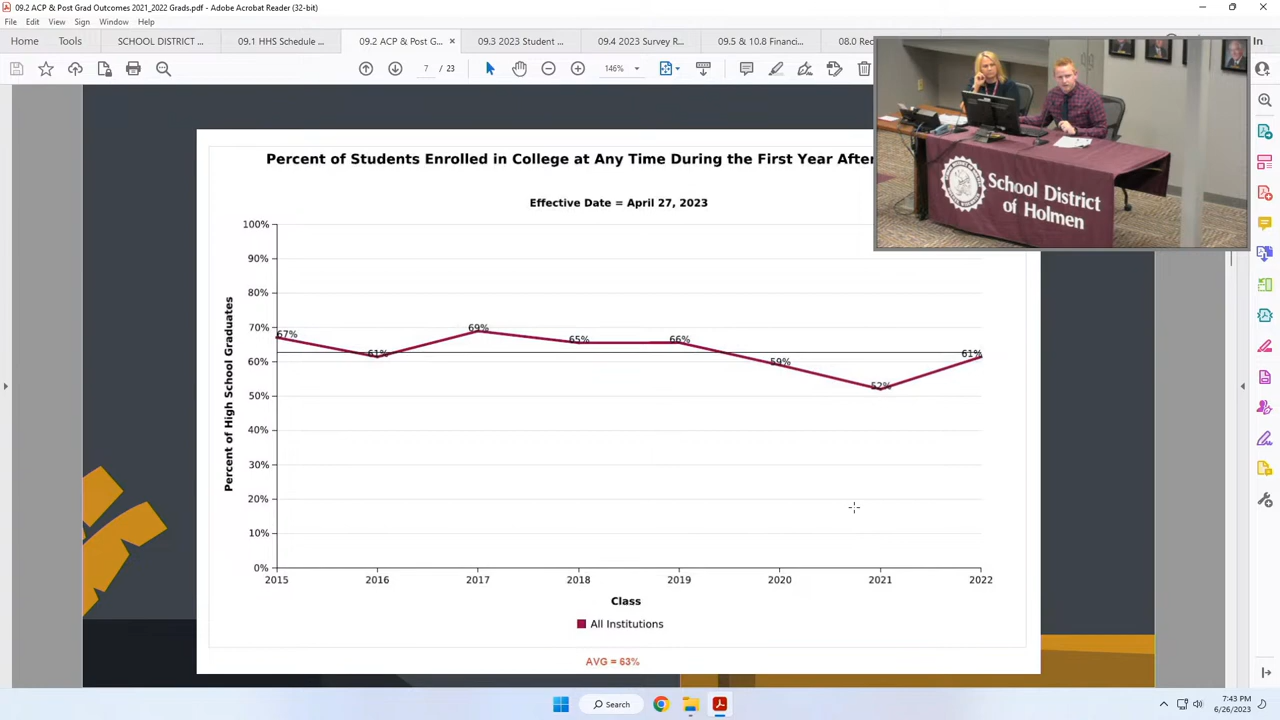 09.2 ACP & Post Grad Outcomes 2021_2022 Grads.pdf - Adobe Acrobat Reader (32-bit)
File Edit View Sign Window Help
Home Tools SCHOOL DISTRICT ... 09.1 HHS Schedule ... 09.2 ACP & Post G... × 09.3 2023 Student ... 09.4 2023 Survey R... 09.5 & 10.8 Financi... 08.0 Rec In
/ 23 146%
Percent of Students Enrolled in College at Any Time During the First Year After
Effective Date = April 27, 2023
School District
of Holmen
Percent of High School Graduates
100%
90%
80%
70%
60%
50%
40%
30%
20%
10%
0%
67% 61% 69% 65% 66% 59% 52% 61%
2015 2016 2017 2018 2019 2020 2021 2022
Class
All Institutions
AVG = 63%
Search
7:43 PM
6/26/2023